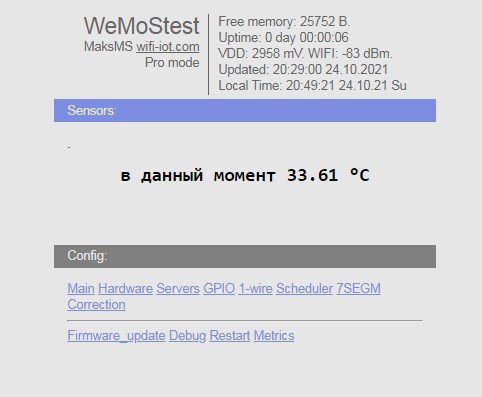 WeMoStest
MaksMS wifi-iot.com
Pro mode
Free memory: 25752 B.
Uptime: 0 day 00:00:06
VDD: 2958 mV. WIFI: -83 dBm.
Updated: 20:29:00 24.10.2021
Local Time: 20:49:21 24.10.21 Su
Sensors:
.
в данный момент 33.61 °C
Config:
Main Hardware Servers GPIO 1-wire Scheduler 7SEGM
Correction
Firmware_update Debug Restart Metrics